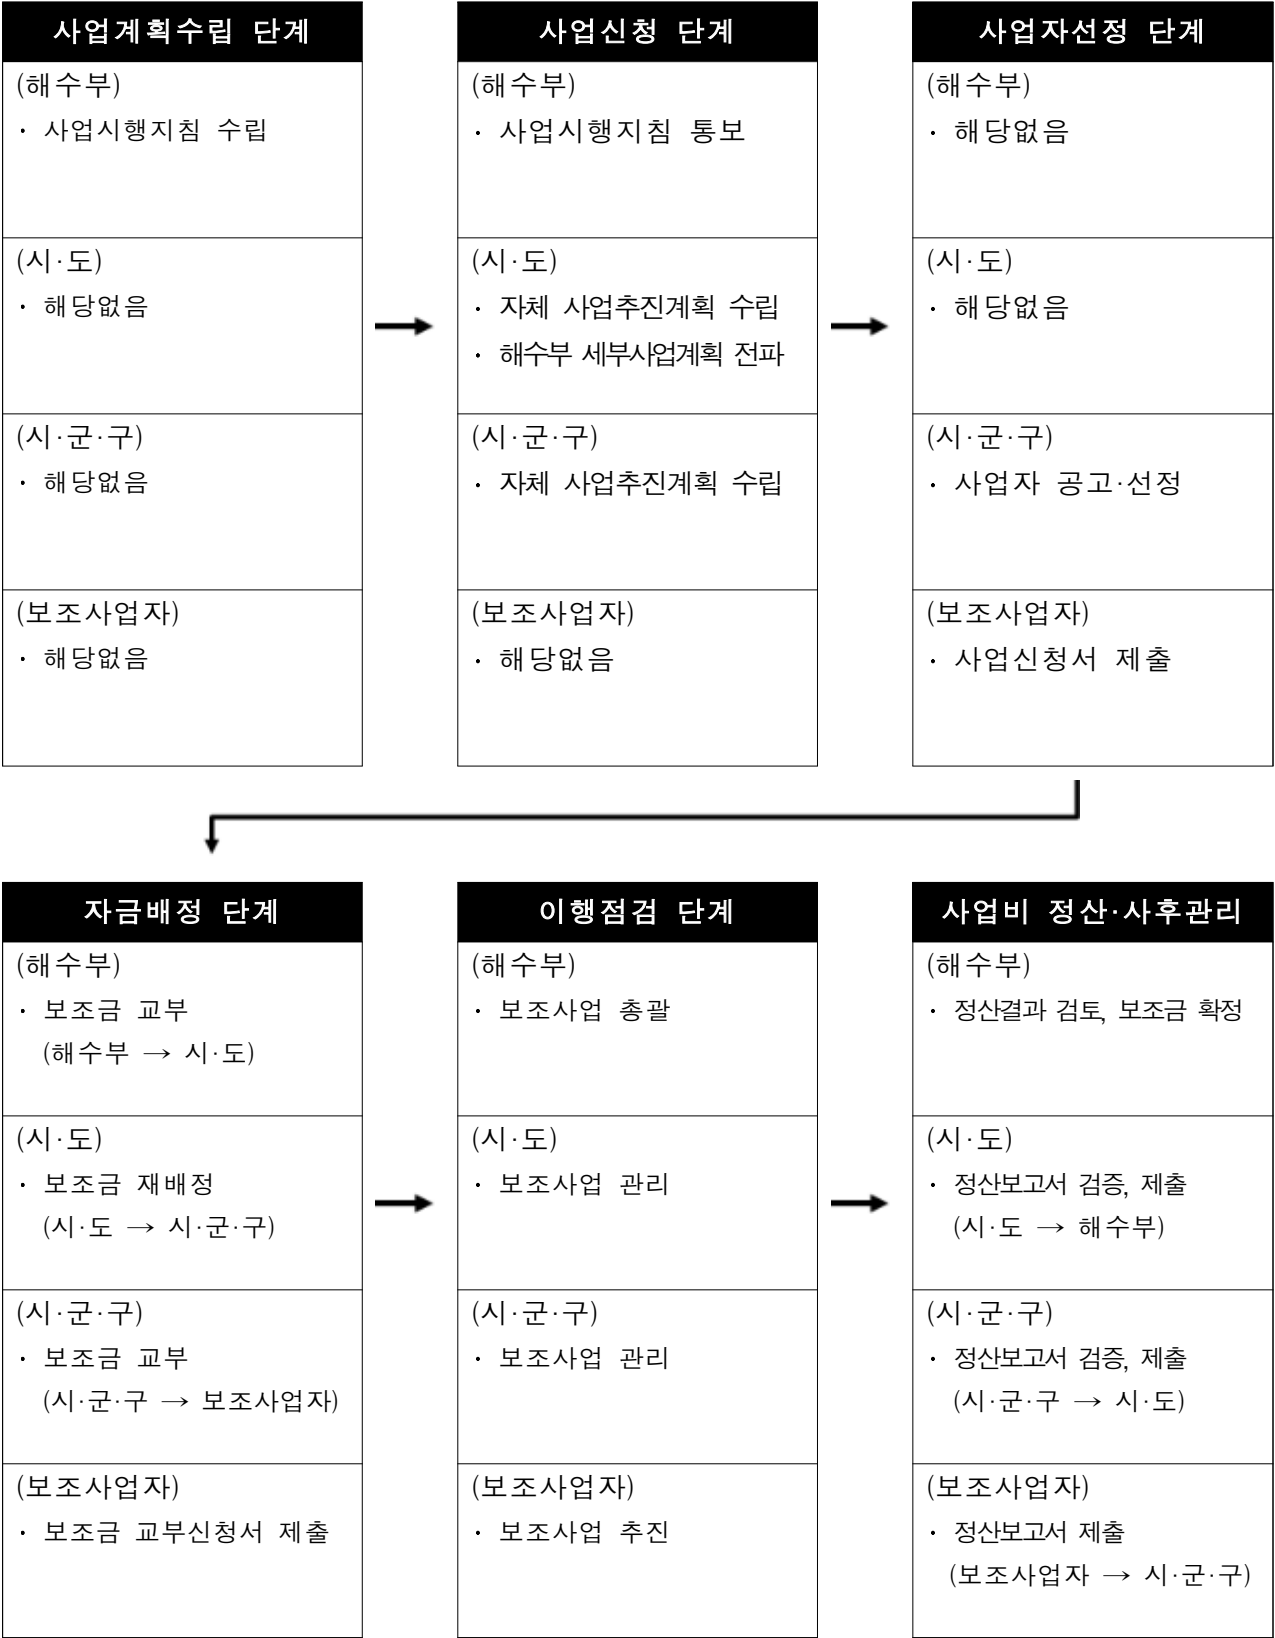 사업계획수립 단계
(해수부)
· 사업시행지침 수립
(시·도)
· 해당없음
(시·군·구)
· 해당없음
(보조사업자)
· 해당없음
사업신청 단계
(해수부)
· 사업시행지침 통보
(시·도)
· 자체 사업추진계획 수립
· 해수부 세부사업계획 전파
(시·군·구)
· 자체 사업추진계획 수립
(보조사업자)
· 해당없음
사업자선정 단계
(해수부)
· 해당없음
(시·도)
· 해당없음
(시·군·구)
· 사업자 공고·선정
(보조사업자)
· 사업신청서 제출
자금배정 단계
(해수부)
· 보조금 교부
(해수부 → 시·도)
(시·도)
· 보조금 재배정
(시·도 → 시·군·구)
(시·군·구)
· 보조금 교부
(시·군·구 → 보조사업자)
(보조사업자)
· 보조금 교부신청서 제출
이행점검 단계
(해수부)
· 보조사업 총괄
(시·도)
· 보조사업 관리
(시·군·구)
· 보조사업 관리
(보조사업자)
· 보조사업 추진
사업비 정산·사후관리
(해수부)
· 정산결과 검토, 보조금 확정
(시·도)
· 정산보고서 검증, 제출
(시·도 → 해수부)
(시·군·구)
· 정산보고서 검증, 제출
(시·군·구 → 시·도)
(보조사업자)
· 정산보고서 제출
(보조사업자 → 시·군·구)